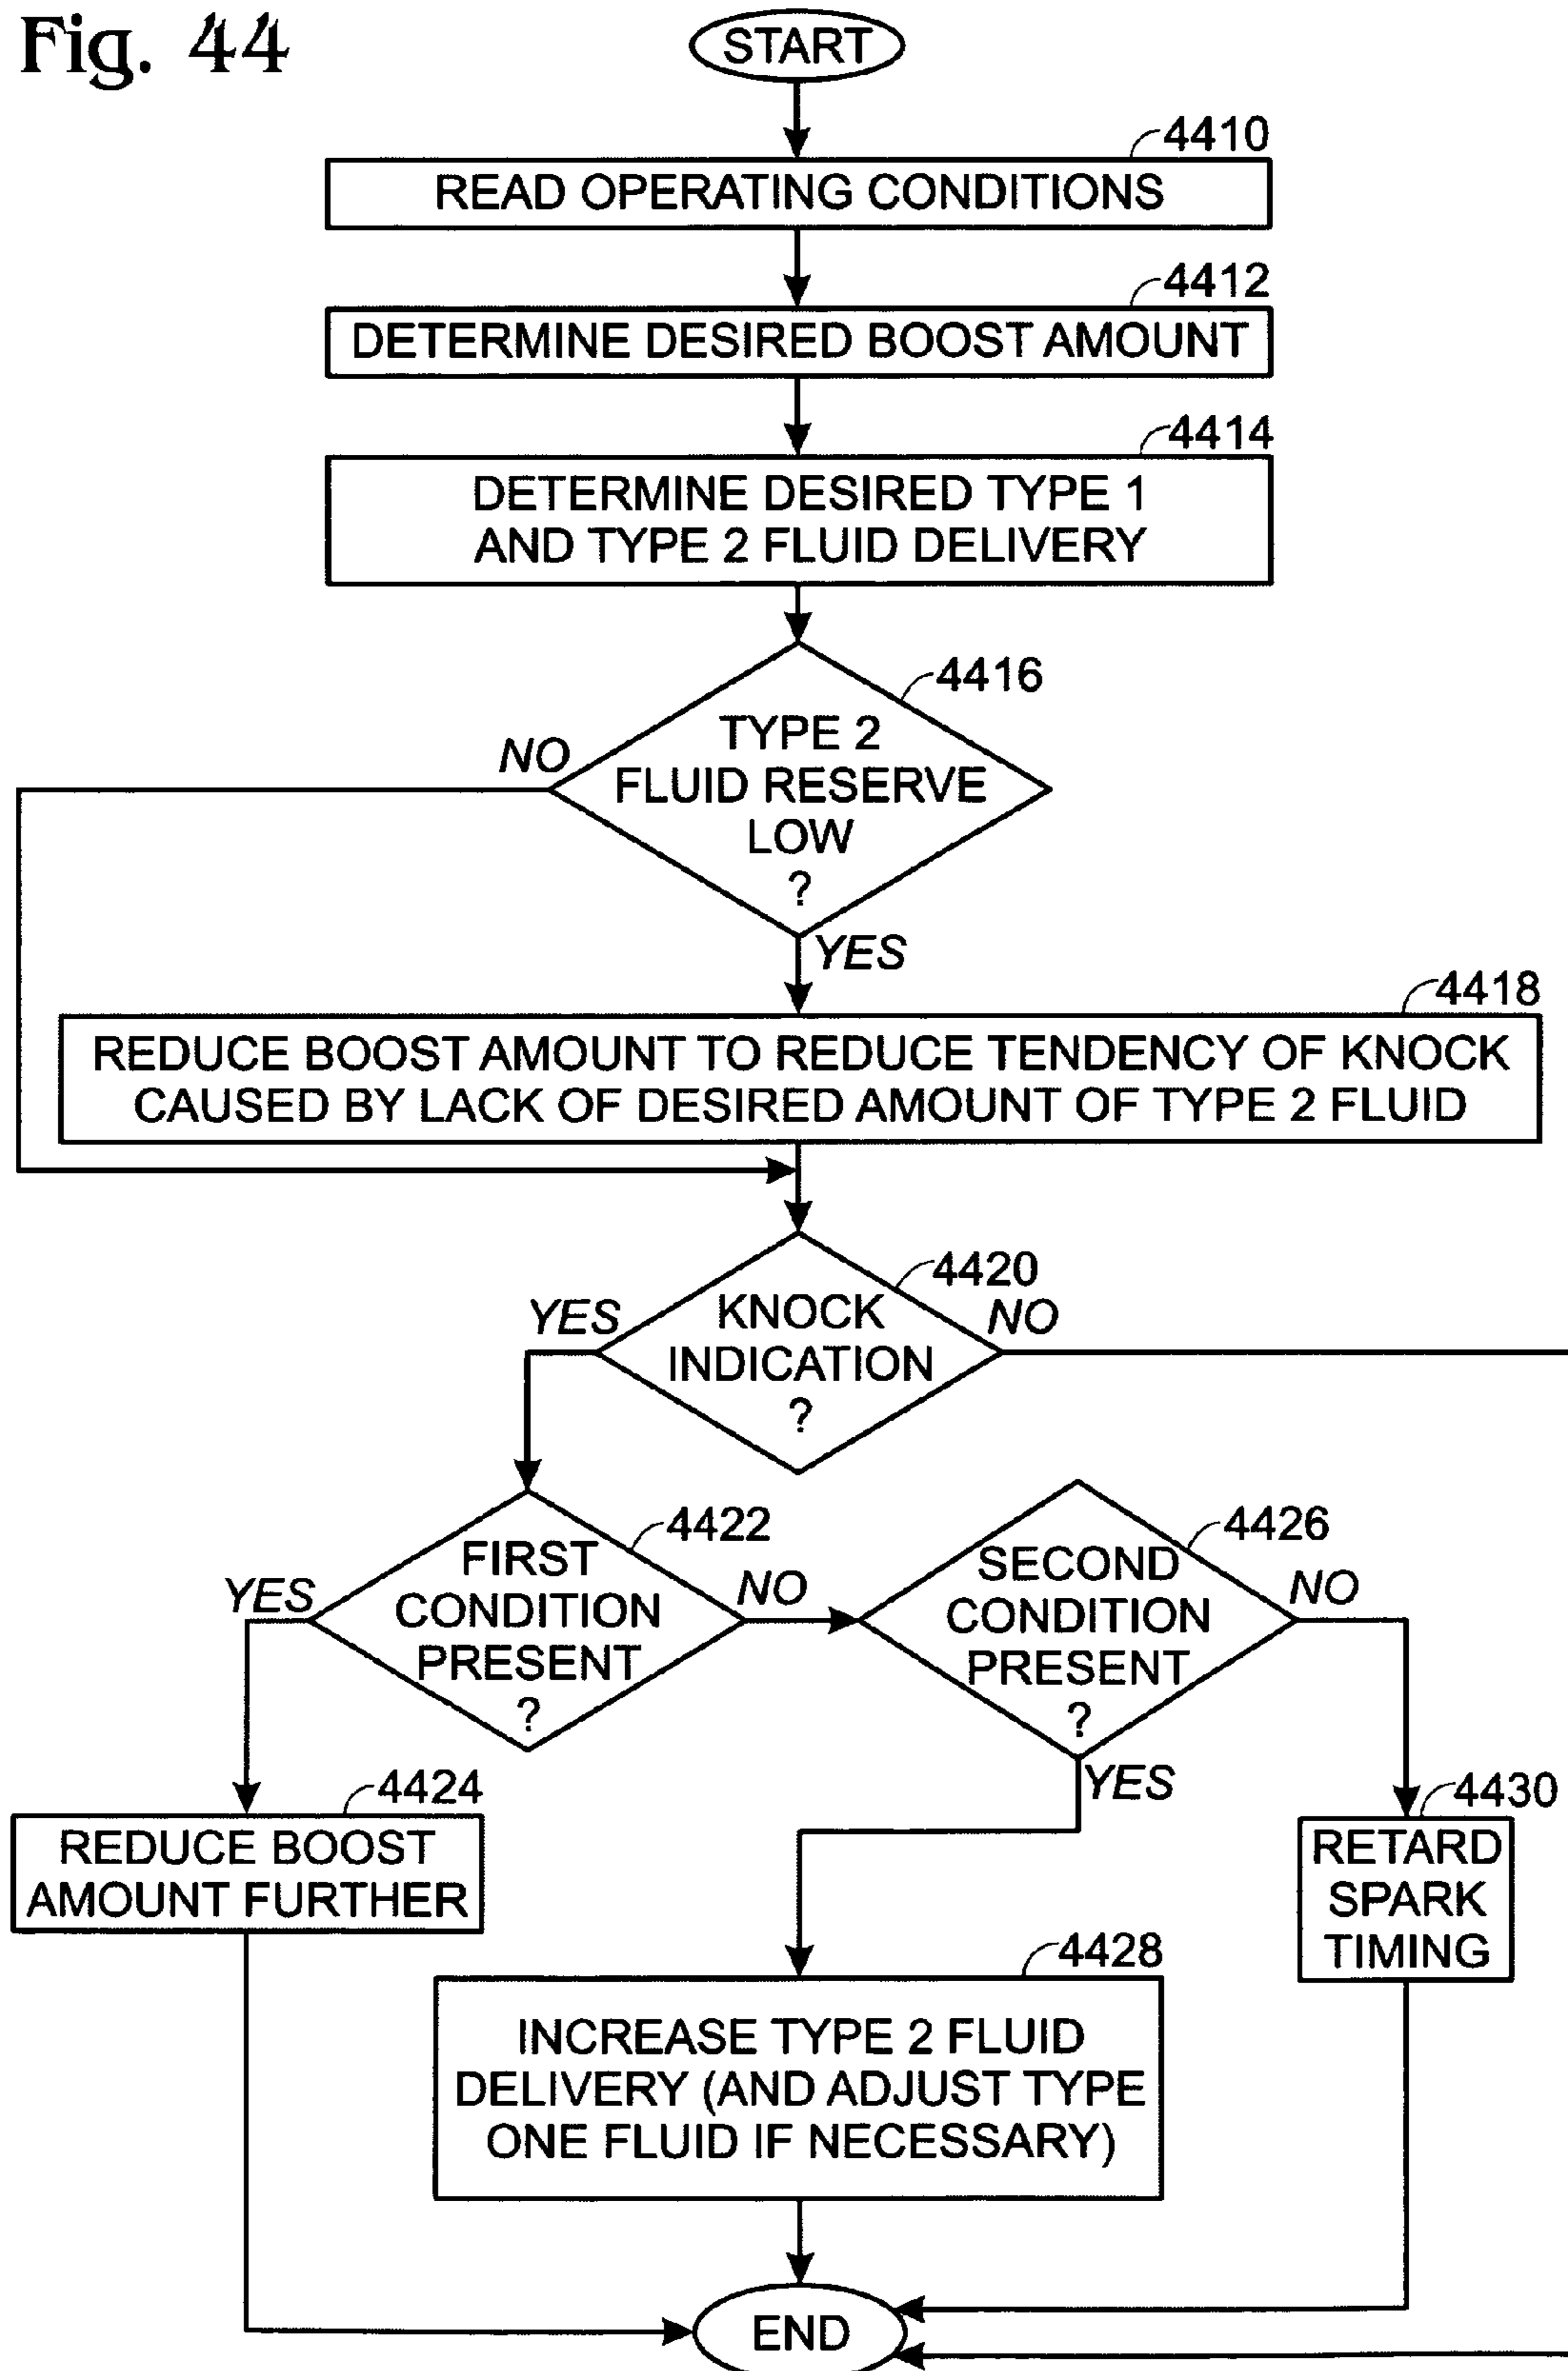 Fig. 44
START
4410
READ OPERATING CONDITIONS
4412
DETERMINE DESIRED BOOST AMOUNT
4414
DETERMINE DESIRED TYPE 1
AND TYPE 2 FLUID DELIVERY
4416
NO
TYPE 2
FLUID RESERVE
LOW
?
YES
4418
REDUCE BOOST AMOUNT TO REDUCE TENDENCY OF KNOCK
CAUSED BY LACK OF DESIRED AMOUNT OF TYPE 2 FLUID
4420
YES
KNOCK
INDICATION
?
NO
4422
YES
FIRST
CONDITION
PRESENT
?
NO
4426
SECOND
CONDITION
PRESENT
?
NO
YES
4424
REDUCE BOOST
AMOUNT FURTHER
4430
RETARD
SPARK
TIMING
4428
INCREASE TYPE 2 FLUID
DELIVERY (AND ADJUST TYPE
ONE FLUID IF NECESSARY)
END